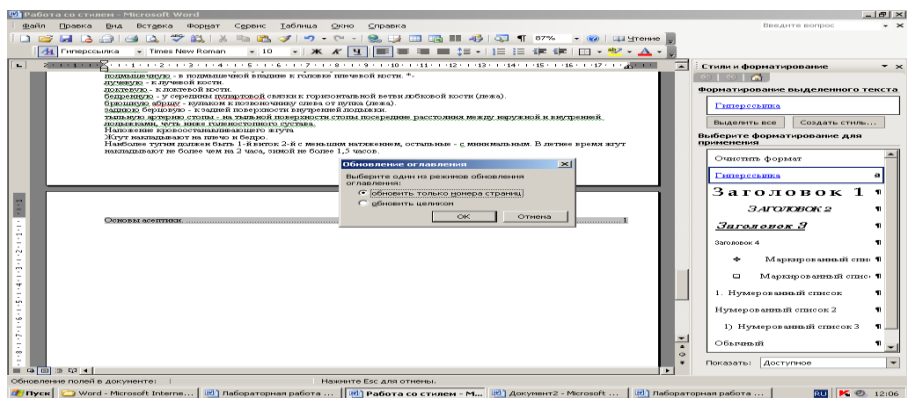 Работа со стилем - Microsoft Word
Файл Правка Вид Вставка Формат Сервис Таблица Окно Справка Введите вопрос
87% Чтение
Гиперссылка Times New Roman 10 Ж К Ч
подмышечную - в подмышечной впадине к головке плечевой кости. *-
лучевую - к лучевой кости.
локтевую - к локтевой кости.
бедренную - у середины пупартовой связки к горизонтальной ветви лобковой кости (лежа).
брюшную аорту - кулаком к позвоночнику слева от пупка (лежа).
заднюю берцовую - к задней поверхности внутренней лодыжки.
тыльную артерию стопы - на тыльной поверхности стопы посередине расстояния между наружной и внутренней
лодыжками, чуть ниже голеностопного сустава.
Наложение кровоостанавливающего жгута
Жгут накладывают на плечо и бедро.
Наиболее тугим должен быть 1-й виток 2-й с меньшим натяжением, остальные - с минимальным. В летнее время жгут
накладывают не более чем на 2 часа, зимой не более 1,5 часов.
Основы асептики 1
Обновление оглавления
Выберите один из режимов обновления
оглавления:
обновить только номера страниц
обновить целиком
ОК Отмена
Стили и форматирование
Форматирование выделенного текста
Гиперссылка
Выделить все Создать стиль...
Выберите форматирование для
применения
Очистить формат
Гиперссылка a
Заголовок 1 ¶
ЗАГОЛОВОК 2 ¶
Заголовок 3 ¶
Заголовок 4 ¶
Маркированный спис ¶
Маркированный спис ¶
1. Нумерованный список ¶
Нумерованный список 2 ¶
1) Нумерованный список 3 ¶
Обычный ¶
Показать: Доступное
Обновление полей в документе: Нажмите Esc для отмены.
Пуск Word - Microsoft Interne... Лабораторная работа ... Работа со стилем - M... Документ2 - Microsoft ... Лабораторная работа ... RU 12:06